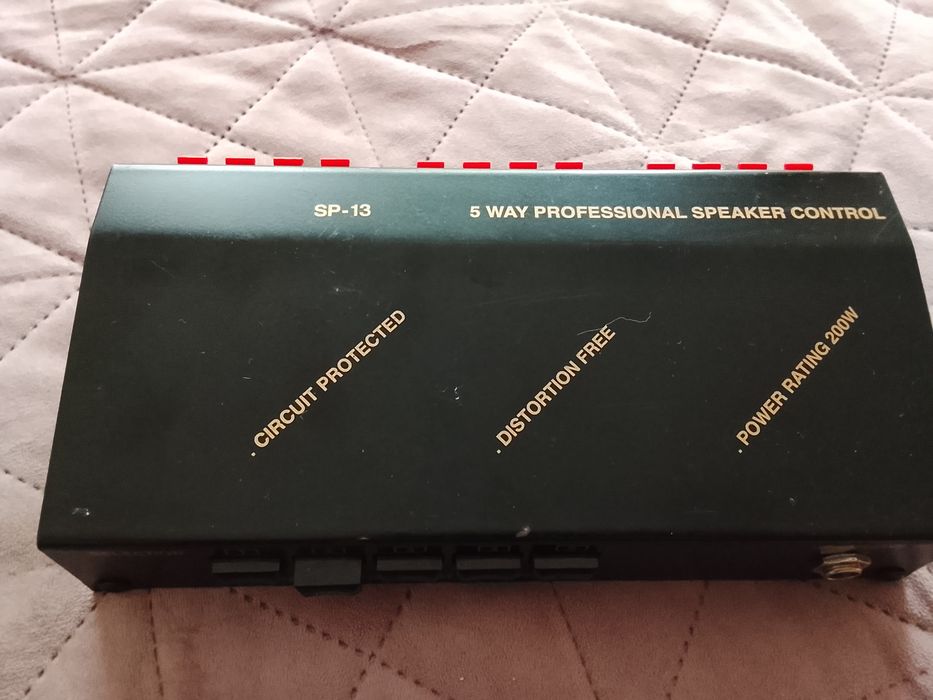 SP-13
5 WAY PROFESSIONAL SPEAKER CONTROL
. CIRCUIT PROTECTED
. DISTORTION FREE
. POWER RATING 200W